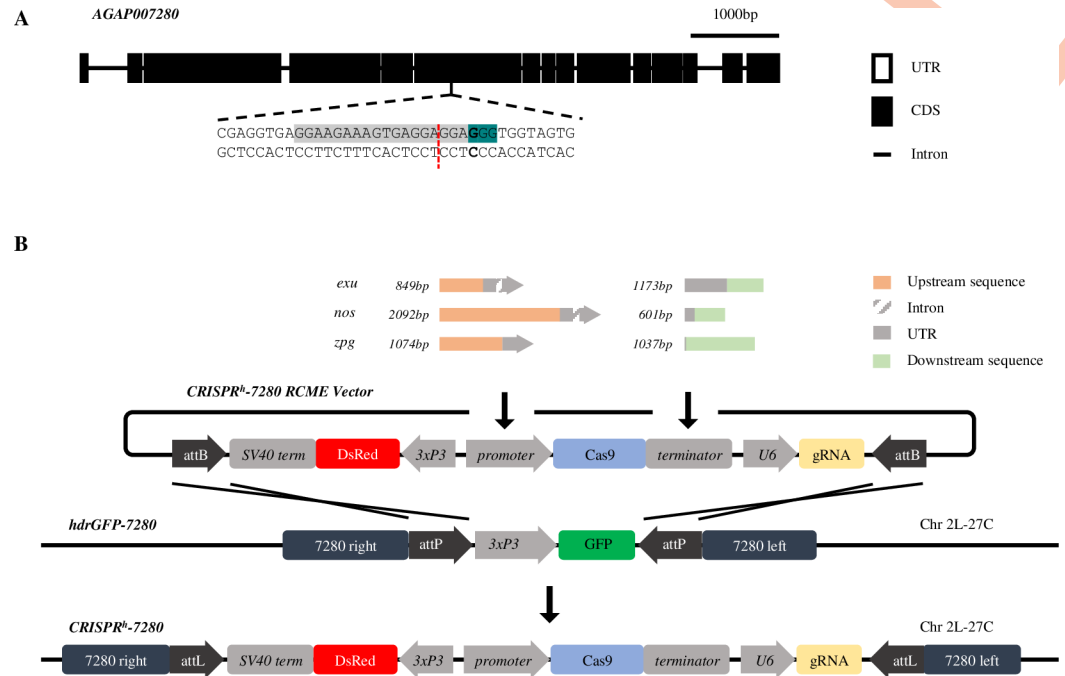 A
AGAP007280
1000bp
UTR
CDS
Intron
CGAGGTGAGGAAGAAAGTGAGGAAGGAGGGGTGGTAGTG
GCTCCACTCCTTCTTTCACTCCTTCCTCCCCACCATCAC
B
exu 849bp 1173bp
nos 2092bp 601bp
zpg 1074bp 1037bp
Upstream sequence
Intron
UTR
Downstream sequence
CRISPRʰ-7280 RCME Vector
attB SV40 term DsRed 3xP3 promoter Cas9 terminator U6 gRNA attB
hdrGFP-7280 Chr 2L-27C
7280 right attP 3xP3 GFP attP 7280 left
CRISPRʰ-7280 Chr 2L-27C
7280 right attL SV40 term DsRed 3xP3 promoter Cas9 terminator U6 gRNA attL 7280 left